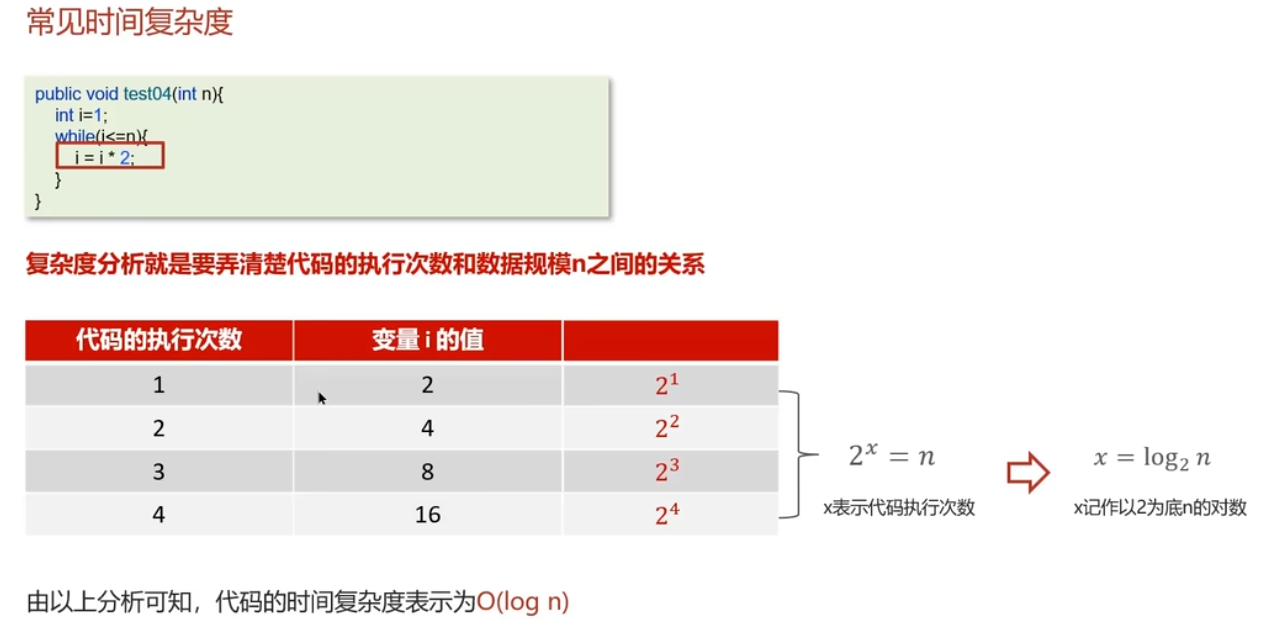 常见时间复杂度
public void test04(int n){
int i=1;
while(i<=n){
i = i * 2;
}
}
复杂度分析就是要弄清楚代码的执行次数和数据规模n之间的关系
代码的执行次数 变量 i 的值
1 2 2¹
2 4 2²
3 8 2³
4 16 2⁴
2ˣ = n
x表示代码执行次数
x = log₂ n
x记作以2为底n的对数
由以上分析可知，代码的时间复杂度表示为O(log n)